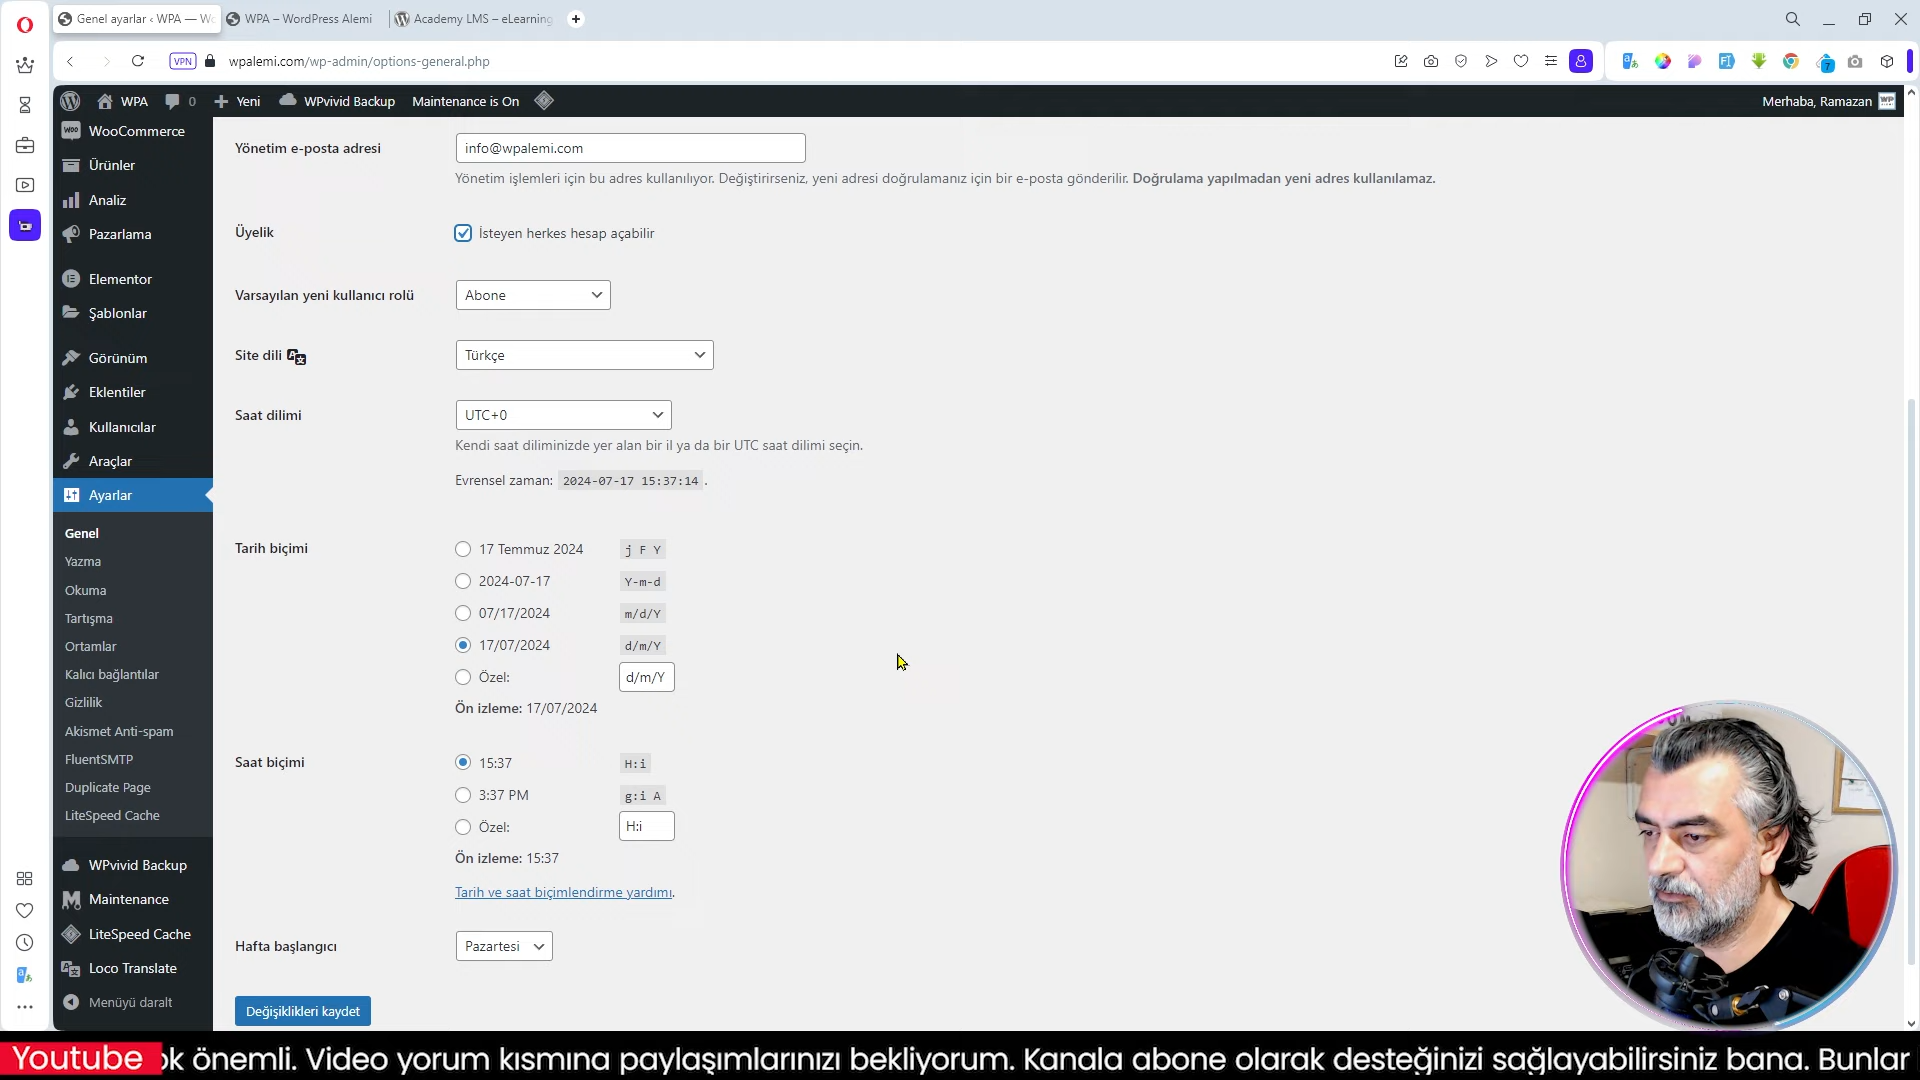 Genel ayarlar ‹ WPA — Wo
WPA – WordPress Alemi
Academy LMS – eLearning
VPN
wpalemi.com/wp-admin/options-general.php
WPA
0
Yeni
WPvivid Backup
Maintenance is On
Merhaba, Ramazan
WooCommerce
Ürünler
Analiz
Pazarlama
Elementor
Şablonlar
Görünüm
Eklentiler
Kullanıcılar
Araçlar
Ayarlar
Genel
Yazma
Okuma
Tartışma
Ortamlar
Kalıcı bağlantılar
Gizlilik
Akismet Anti-spam
FluentSMTP
Duplicate Page
LiteSpeed Cache
WPvivid Backup
Maintenance
LiteSpeed Cache
Loco Translate
Menüyü daralt
Yönetim e-posta adresi
info@wpalemi.com
Yönetim işlemleri için bu adres kullanılıyor. Değiştirirseniz, yeni adresi doğrulamanız için bir e-posta gönderilir. Doğrulama yapılmadan yeni adres kullanılamaz.
Üyelik
İsteyen herkes hesap açabilir
Varsayılan yeni kullanıcı rolü
Abone
Site dili
Türkçe
Saat dilimi
UTC+0
Kendi saat diliminizde yer alan bir il ya da bir UTC saat dilimi seçin.
Evrensel zaman: 2024-07-17 15:37:14 .
Tarih biçimi
17 Temmuz 2024 j F Y
2024-07-17 Y-m-d
07/17/2024 m/d/Y
17/07/2024 d/m/Y
Özel: d/m/Y
Ön izleme: 17/07/2024
Saat biçimi
15:37 H:i
3:37 PM g:i A
Özel: H:i
Ön izleme: 15:37
Tarih ve saat biçimlendirme yardımı.
Hafta başlangıcı
Pazartesi
Değişiklikleri kaydet
Youtube
ok önemli. Video yorum kısmına paylaşımlarınızı bekliyorum. Kanala abone olarak desteğinizi sağlayabilirsiniz bana. Bunlar